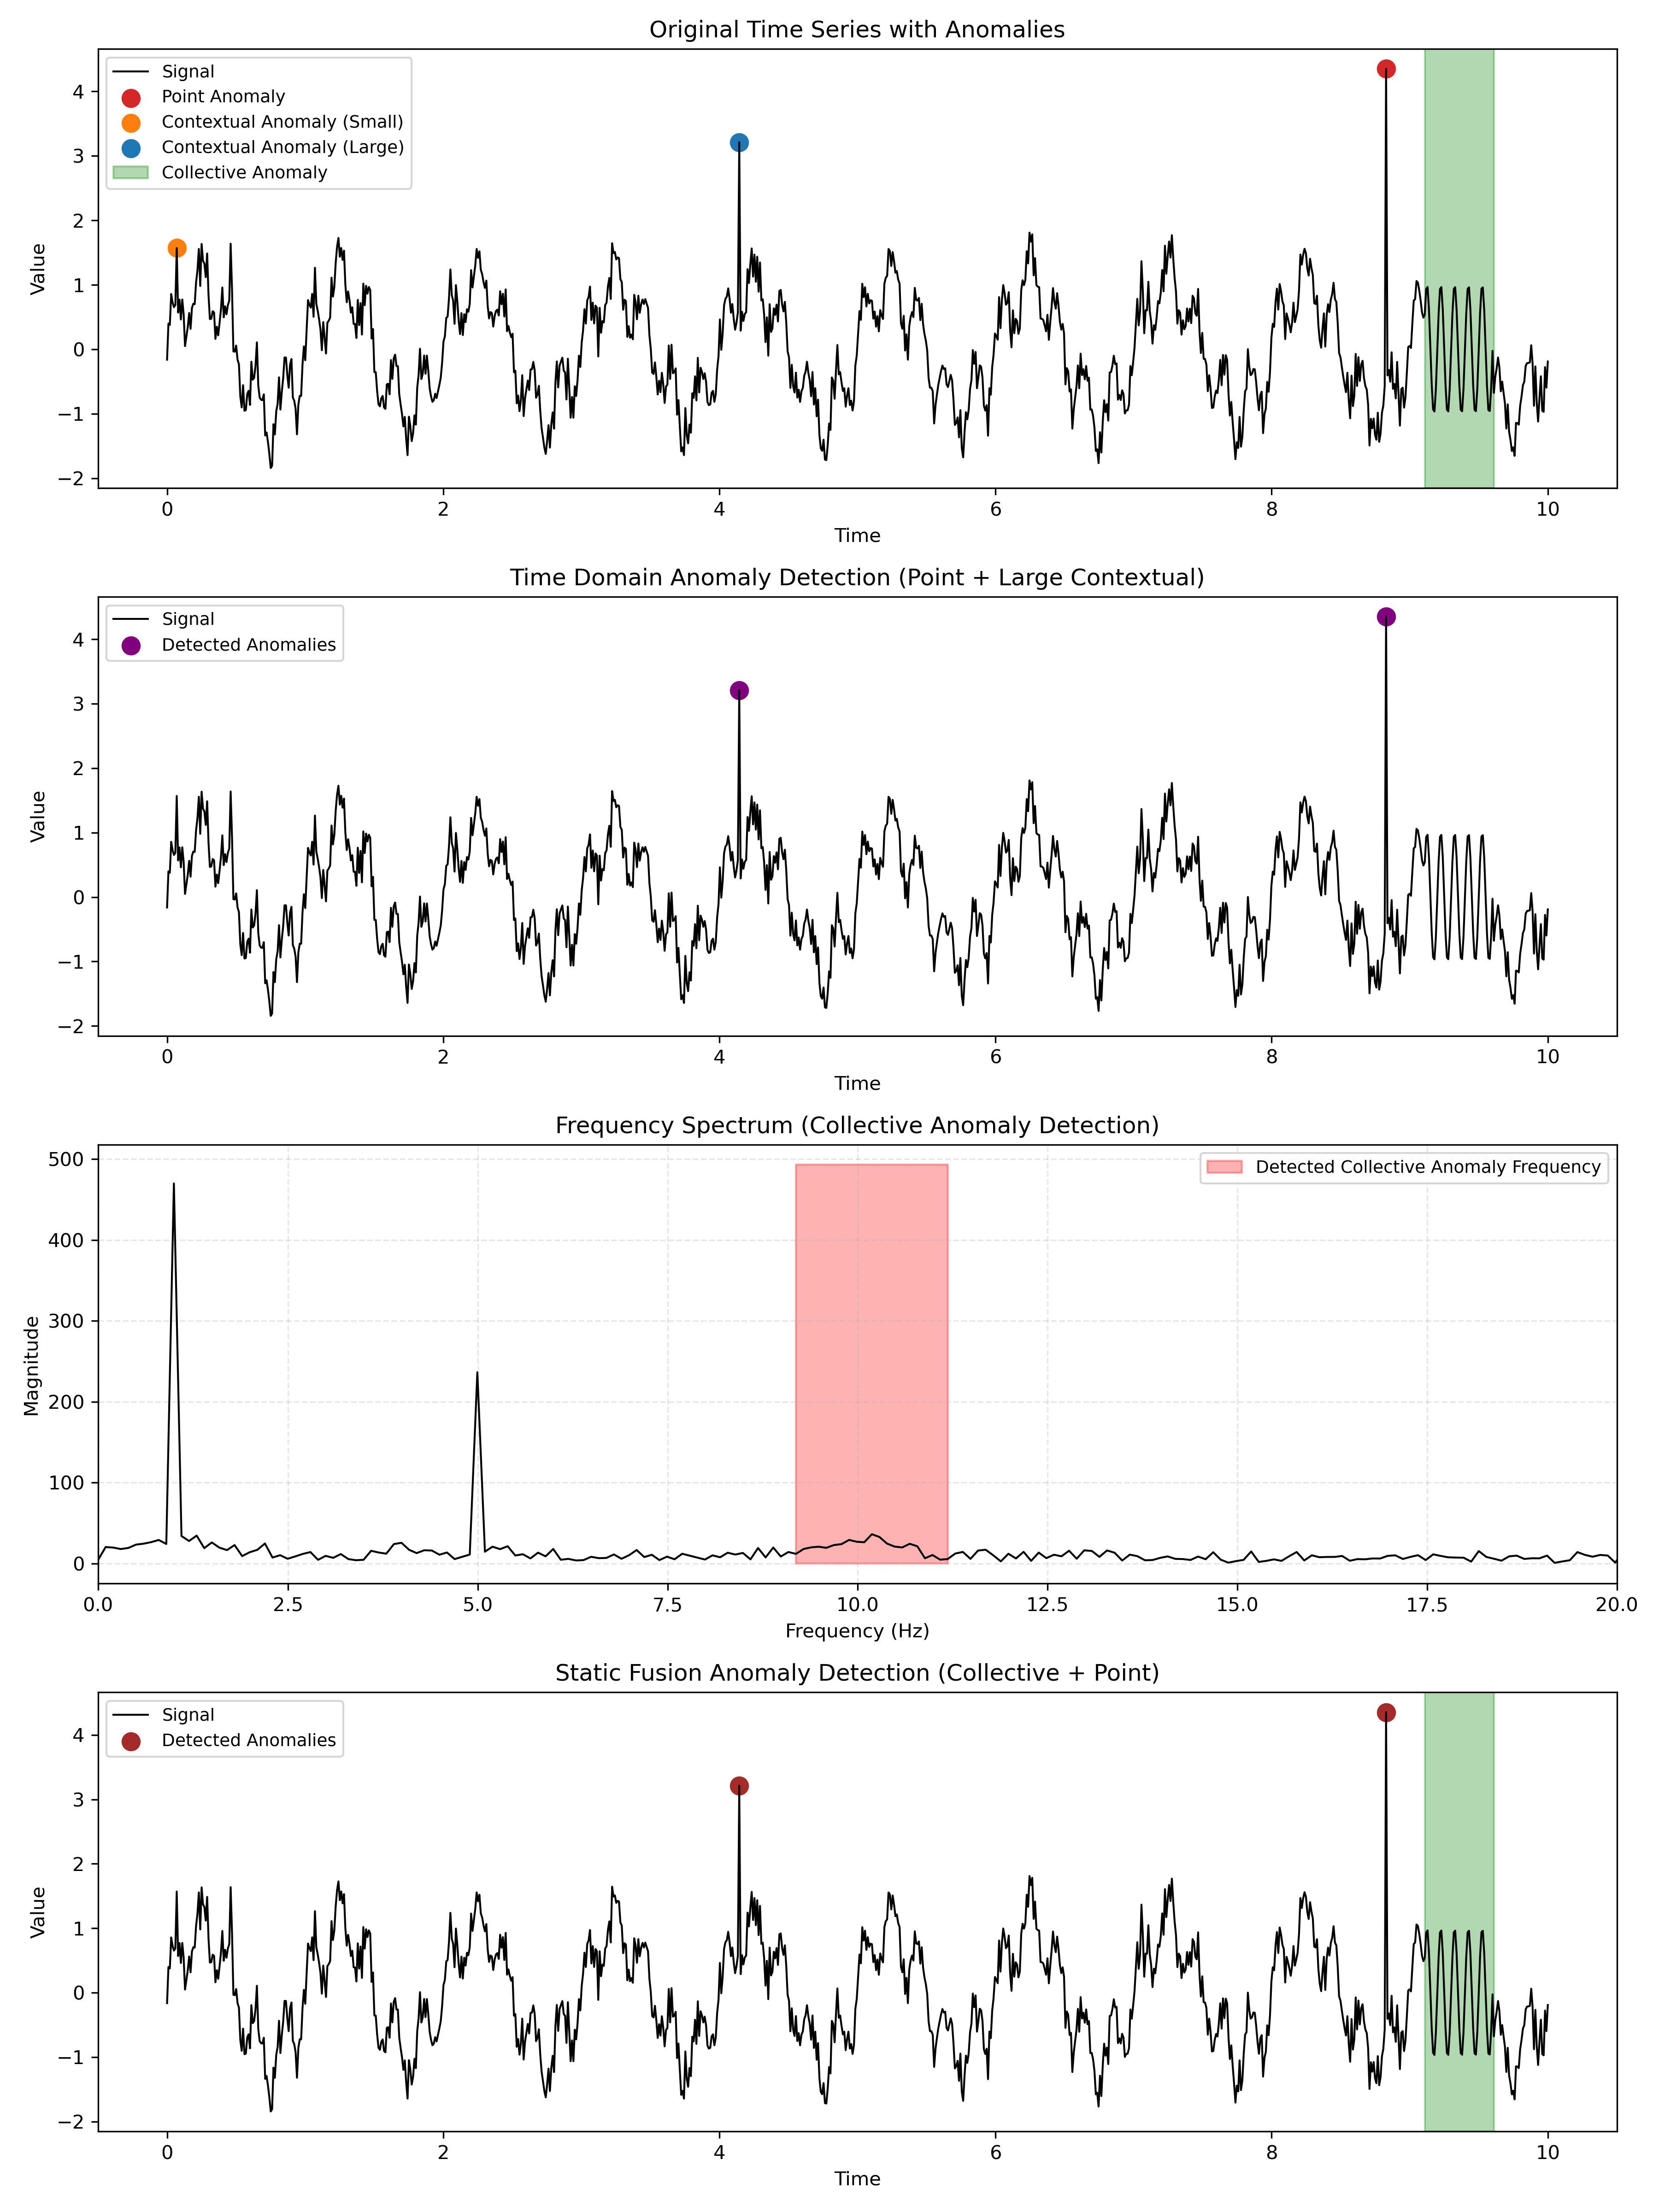 Original Time Series with Anomalies
Signal
Point Anomaly
Contextual Anomaly (Small)
Contextual Anomaly (Large)
Collective Anomaly
Value
4
3
2
1
0
−1
−2
0 2 4 6 8 10
Time
Time Domain Anomaly Detection (Point + Large Contextual)
Signal
Detected Anomalies
Value
4
3
2
1
0
−1
−2
0 2 4 6 8 10
Time
Frequency Spectrum (Collective Anomaly Detection)
Detected Collective Anomaly Frequency
Magnitude
500
400
300
200
100
0
0.0 2.5 5.0 7.5 10.0 12.5 15.0 17.5 20.0
Frequency (Hz)
Static Fusion Anomaly Detection (Collective + Point)
Signal
Detected Anomalies
Value
4
3
2
1
0
−1
−2
0 2 4 6 8 10
Time